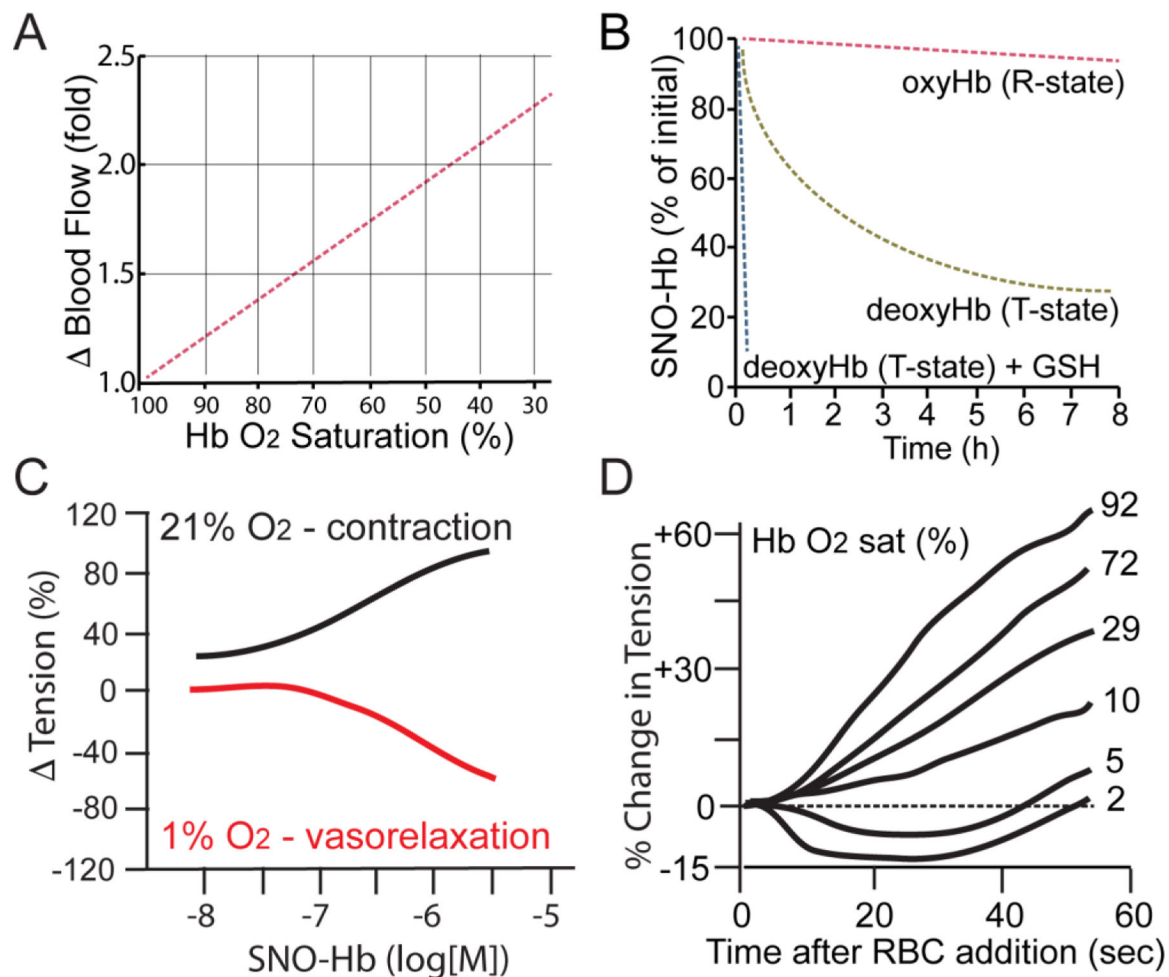 A
Δ Blood Flow (fold)
2.5
2.0
1.5
1.0
100 90 80 70 60 50 40 30
Hb O2 Saturation (%)
B
SNO-Hb (% of initial)
100
80
60
40
20
0
oxyHb (R-state)
deoxyHb (T-state)
deoxyHb (T-state) + GSH
0 1 2 3 4 5 6 7 8
Time (h)
C
Δ Tension (%)
120
80
40
0
-40
-80
-120
21% O2 - contraction
1% O2 - vasorelaxation
-8 -7 -6 -5
SNO-Hb (log[M])
D
% Change in Tension
+60
+30
0
-15
Hb O2 sat (%)
92
72
29
10
5
2
0 20 40 60
Time after RBC addition (sec)